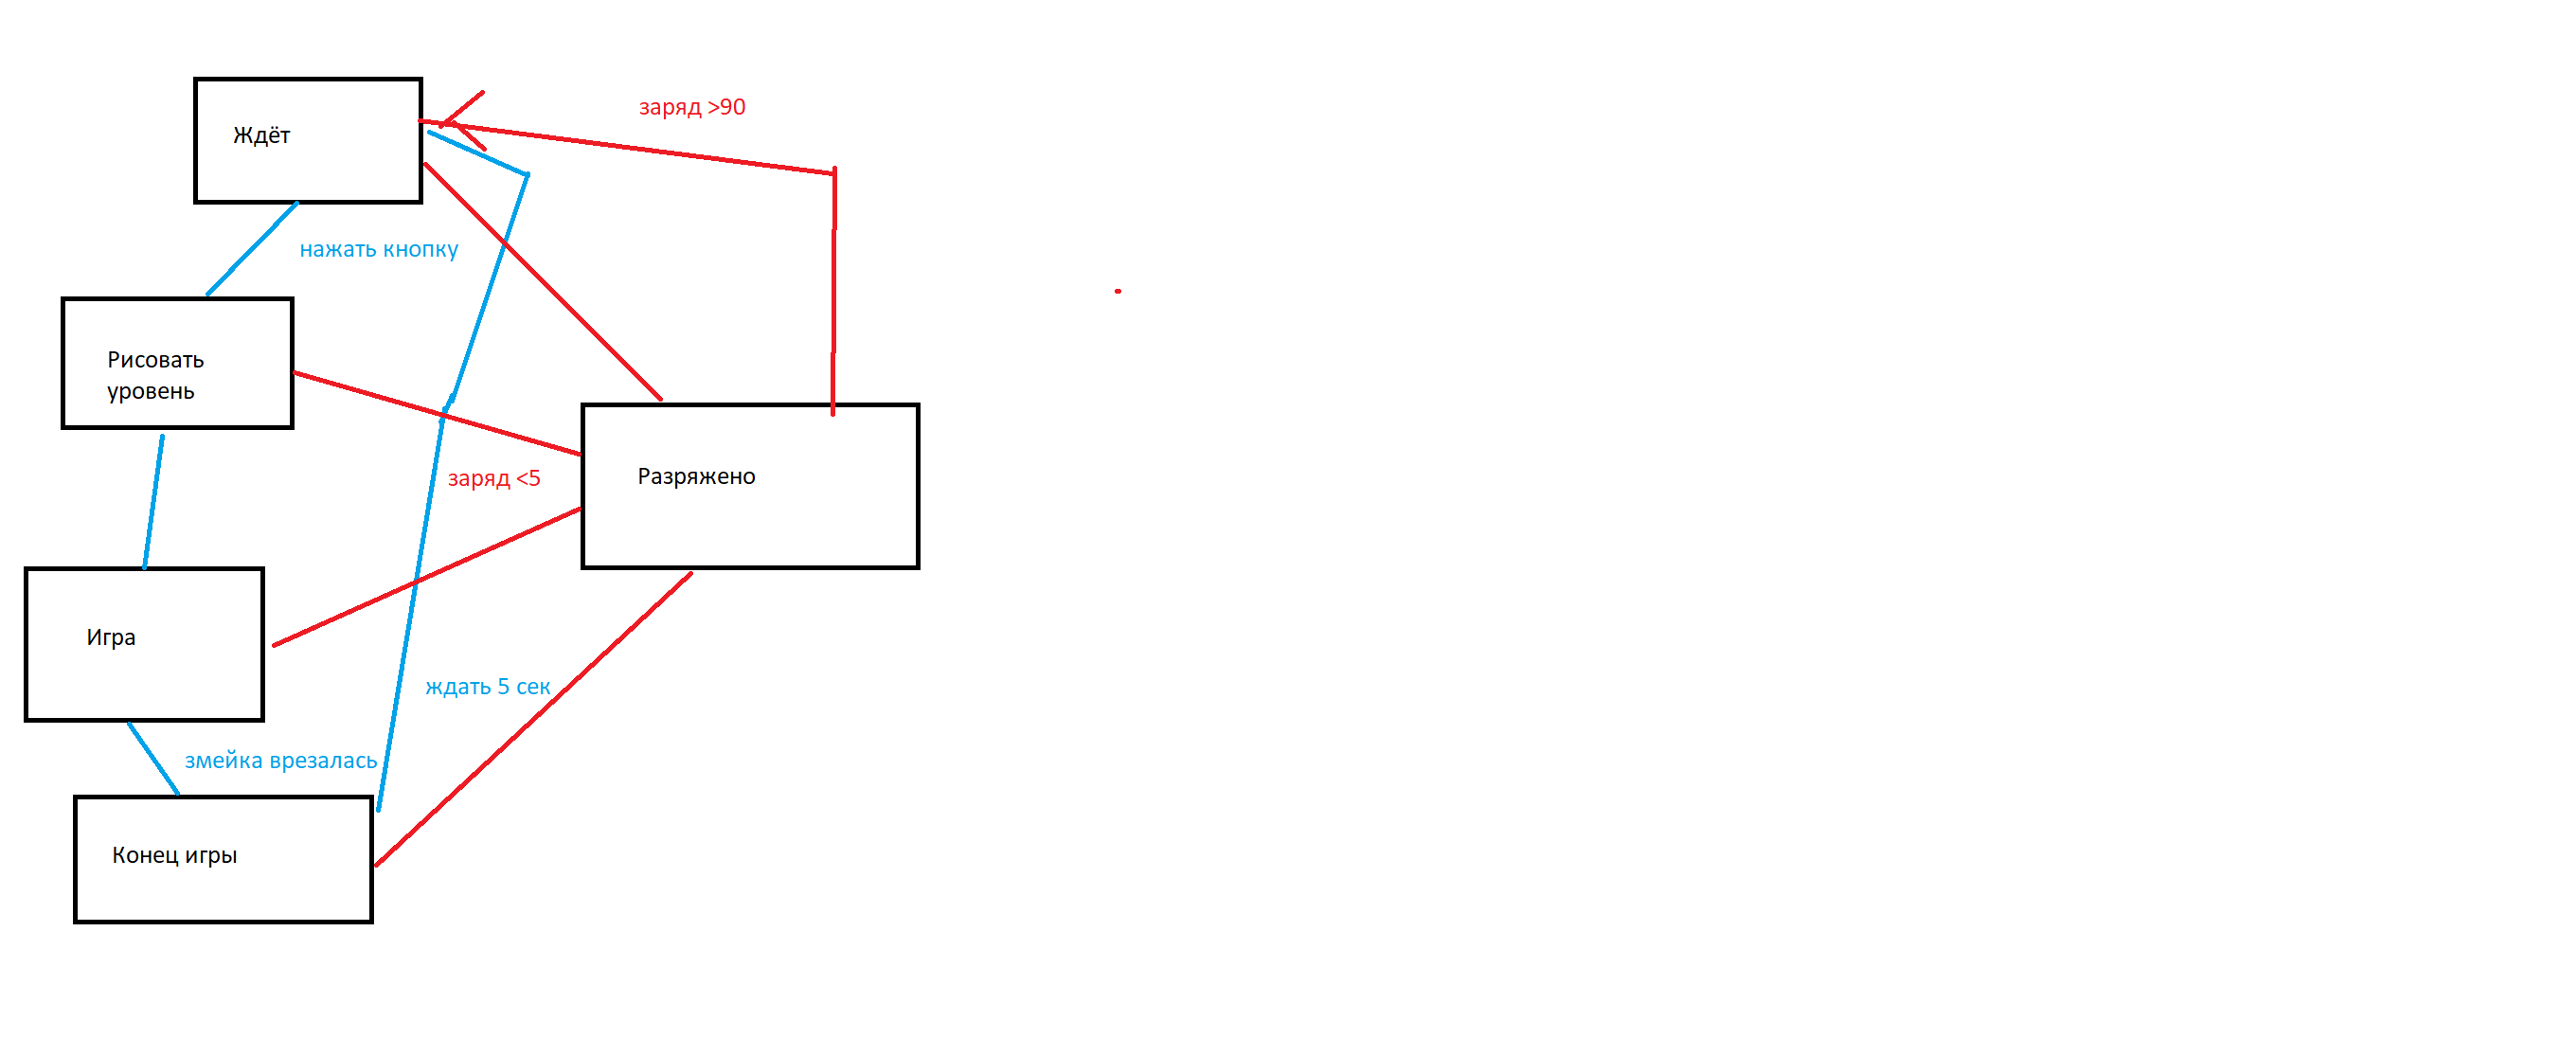 заряд >90
Ждёт
нажать кнопку
Рисовать
уровень
заряд <5
Разряжено
Игра
ждать 5 сек
змейка врезалась
Конец игры